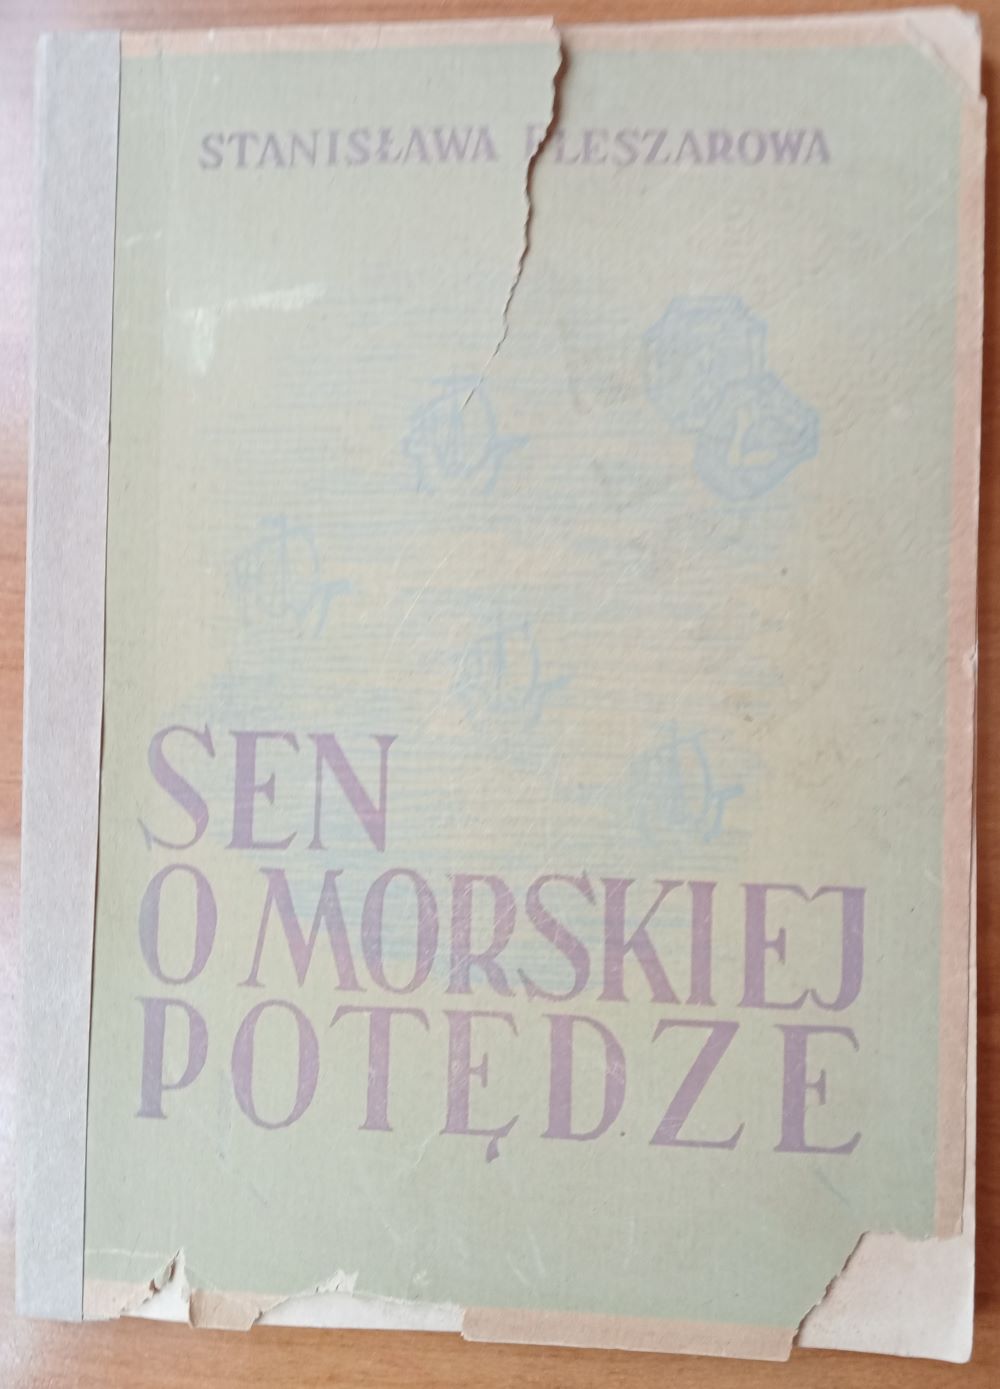 STANISŁAWA FLESZAROWA
SEN
O MORSKIEJ
POTĘDZE